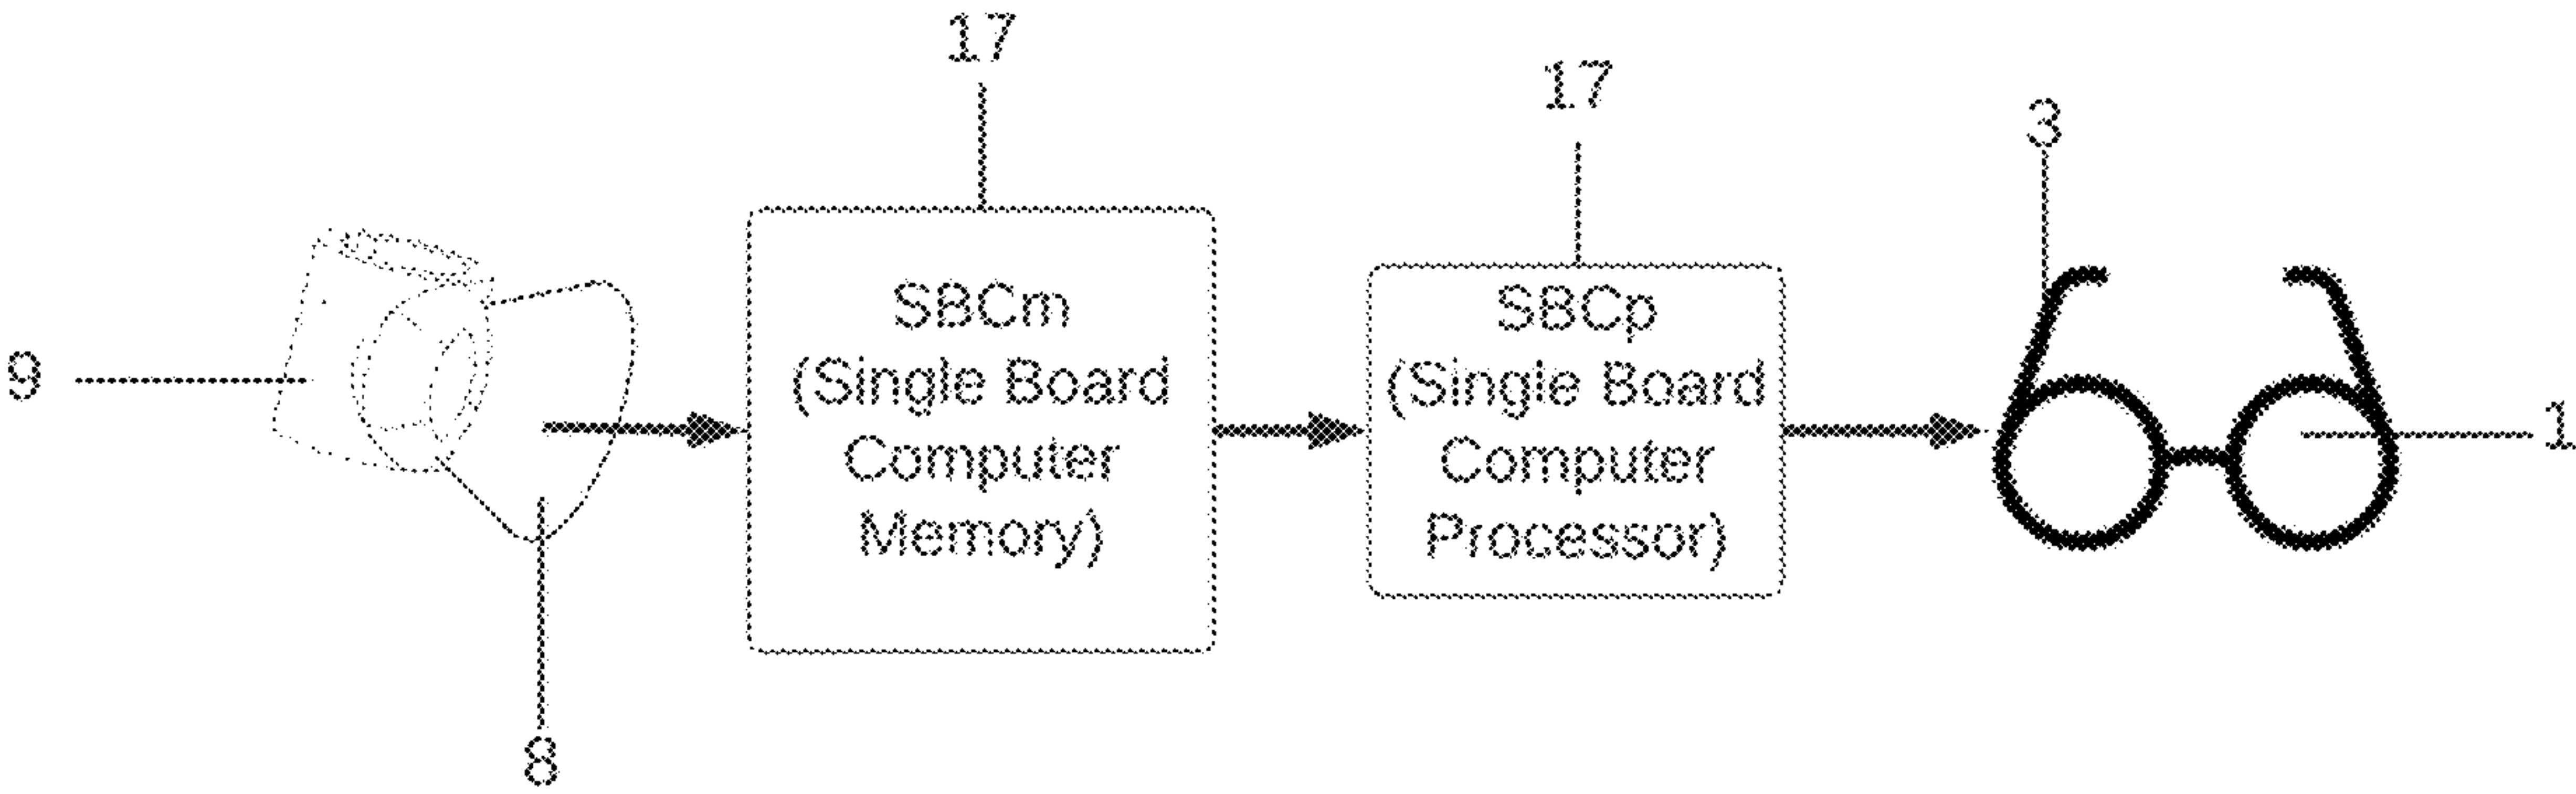 17
17
3
SBCm
(Single Board
Computer
Memory)
SBCp
(Single Board
Computer
Processor)
9
1
8